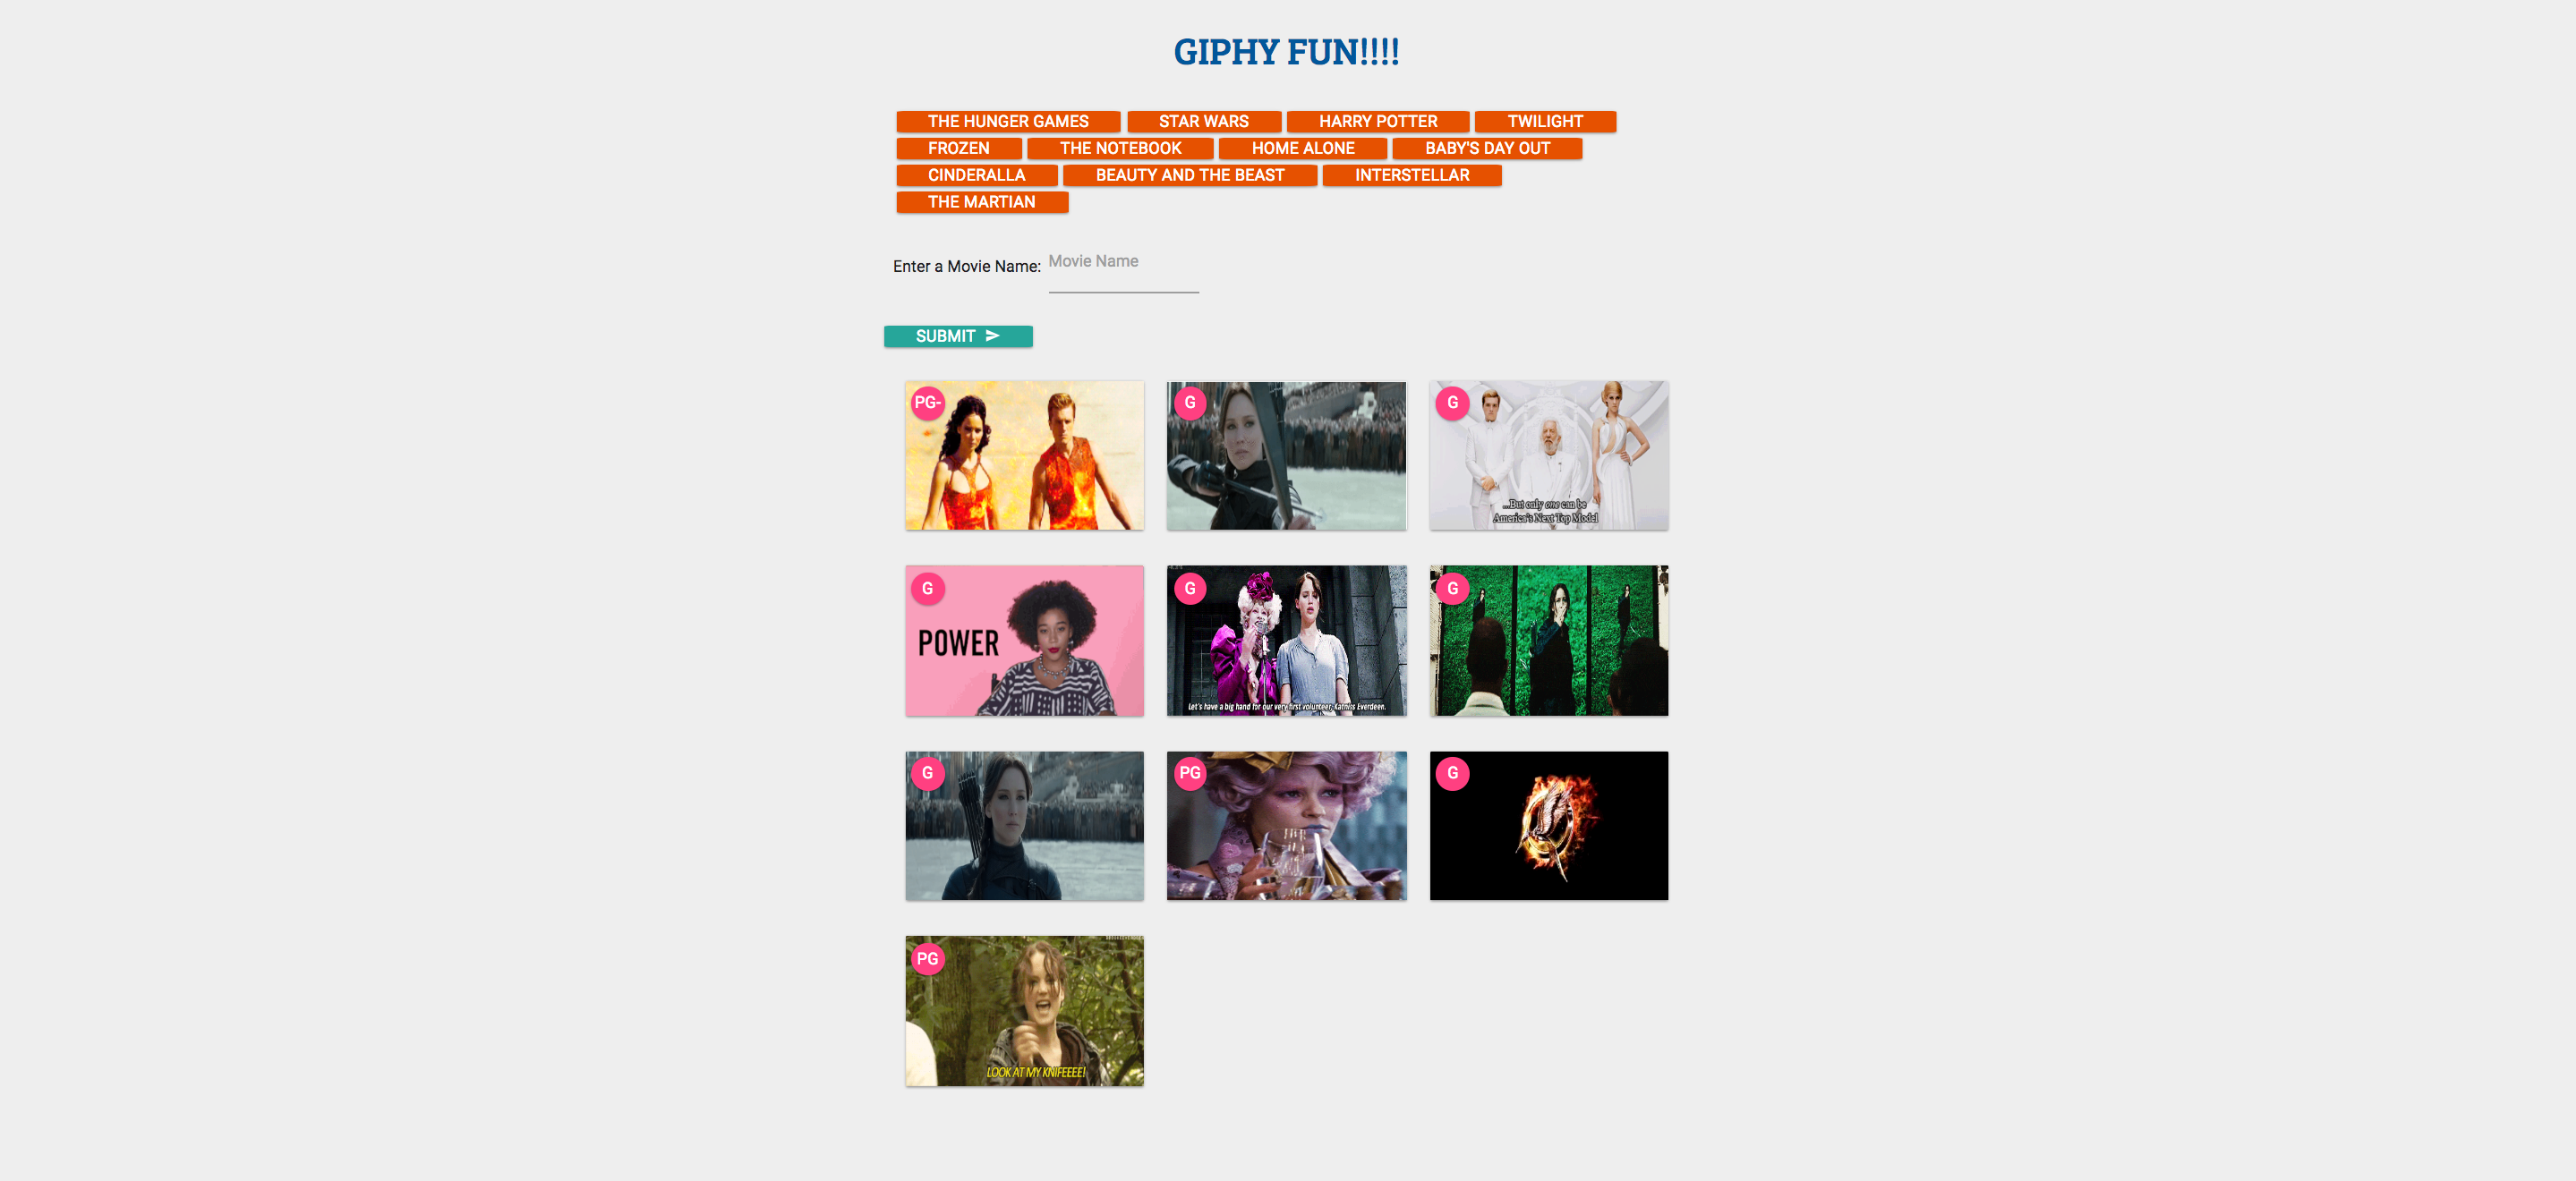 GIPHY FUN!!!!
THE HUNGER GAMES STAR WARS HARRY POTTER TWILIGHT
FROZEN THE NOTEBOOK HOME ALONE BABY'S DAY OUT
CINDERALLA BEAUTY AND THE BEAST INTERSTELLAR
THE MARTIAN
Enter a Movie Name: Movie Name
SUBMIT
PG-
G
G
...But only one can be
America's Next Top Model
G
POWER
G
Let's have a big hand for our very first volunteer, Katniss Everdeen.
G
G
PG
G
PG
LOOK AT MY KNIFEEEE!